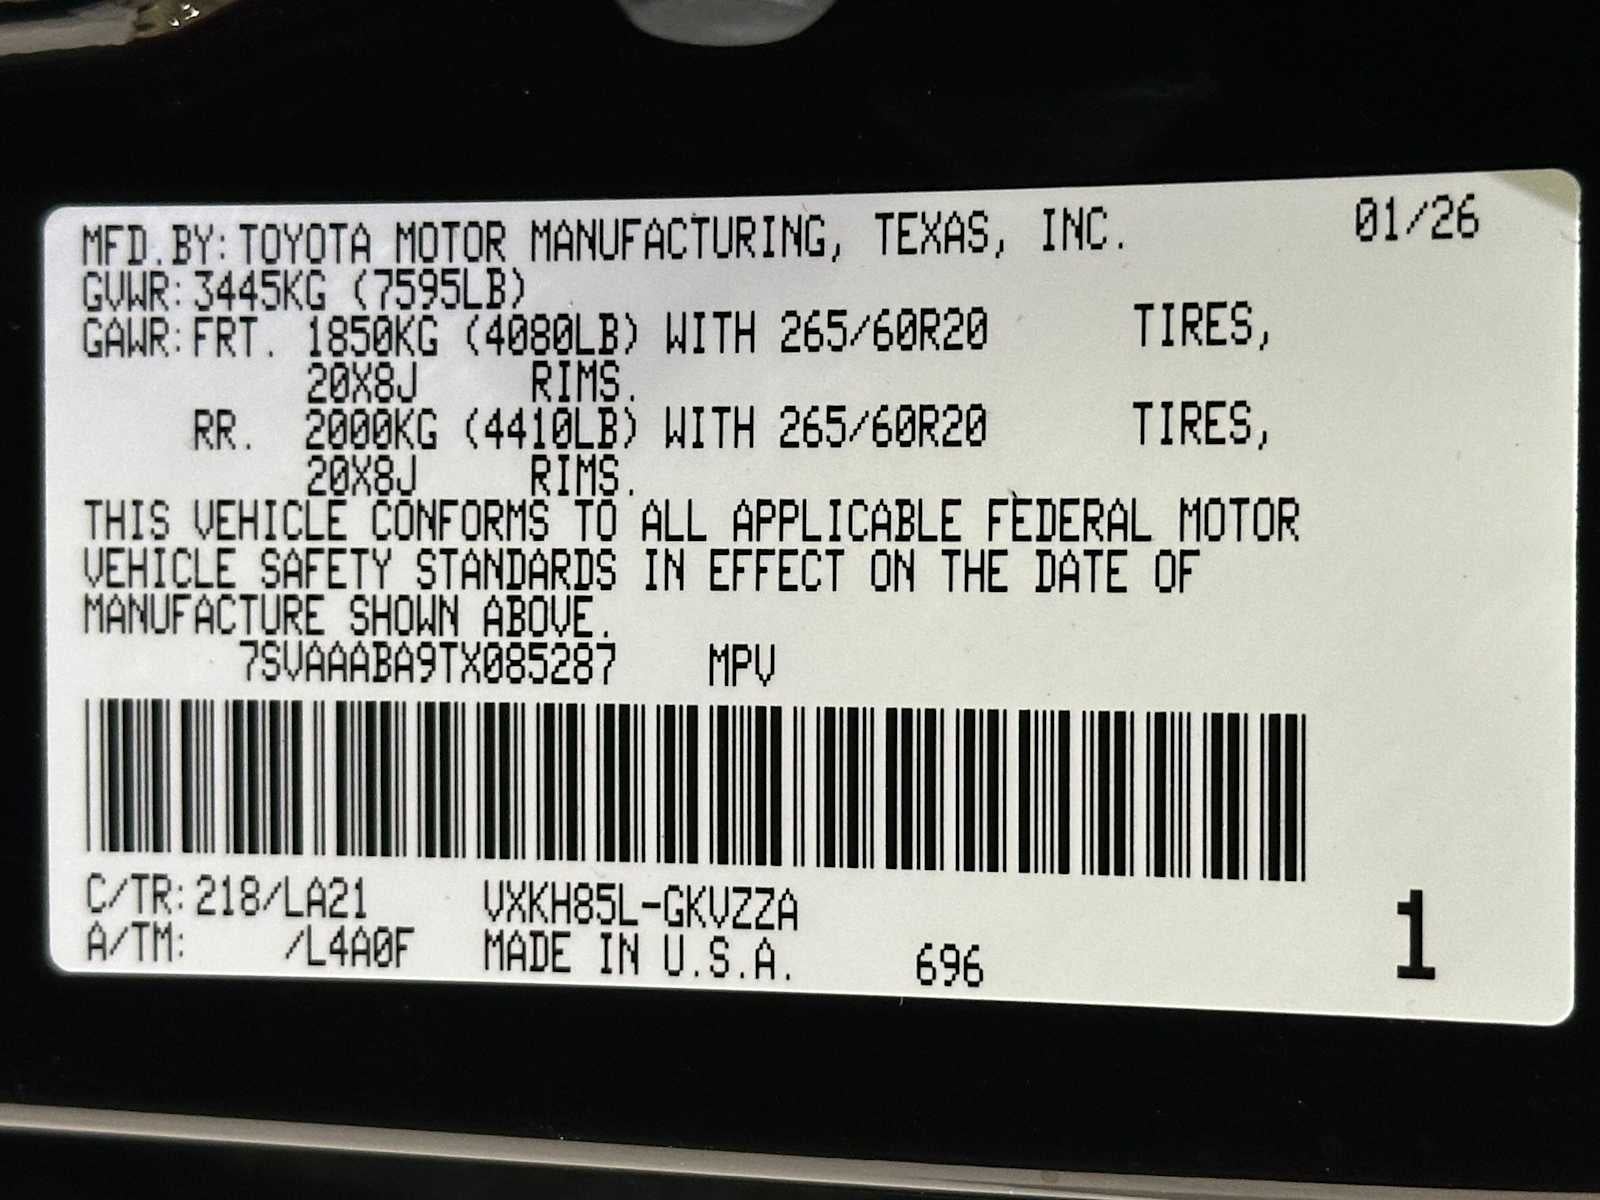 MFD.BY:TOYOTA MOTOR MANUFACTURING, TEXAS, INC. 01/26
GVWR:3445KG (7595LB)
GAWR:FRT. 1850KG (4080LB) WITH 265/60R20 TIRES,
20X8J RIMS.
RR. 2000KG (4410LB) WITH 265/60R20 TIRES,
20X8J RIMS.
THIS VEHICLE CONFORMS TO ALL APPLICABLE FEDERAL MOTOR
VEHICLE SAFETY STANDARDS IN EFFECT ON THE DATE OF
MANUFACTURE SHOWN ABOVE.
7SVAAABA9TX085287 MPV
C/TR:218/LA21 VXKH85L-GKVZZA
A/TM: /L4A0F MADE IN U.S.A. 696 1